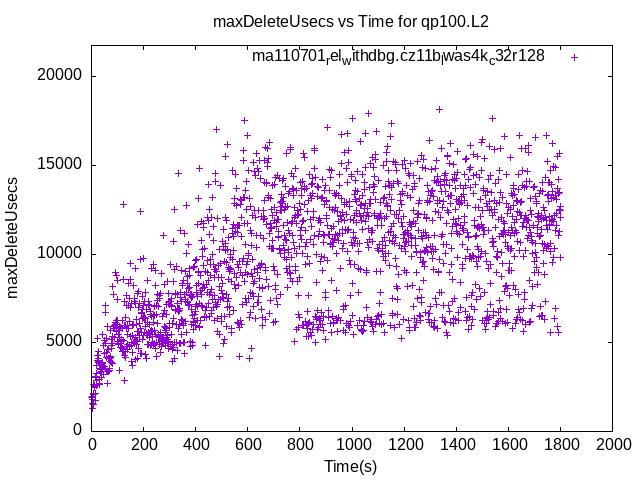 maxDeleteUsecs vs Time for qp100.L2
ma110701relwithdbg.cz11bwas4kc32r128
20000
15000
10000
5000
0
maxDeleteUsecs
0 200 400 600 800 1000 1200 1400 1600 1800 2000
Time(s)